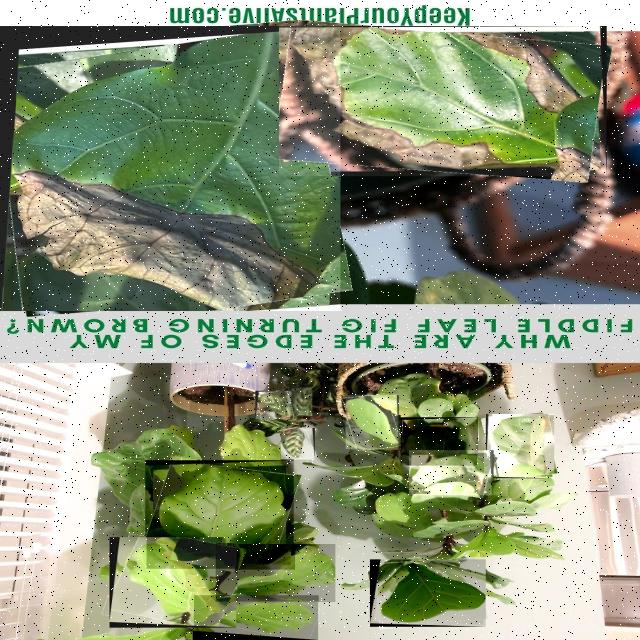 WHY ARE THE EDGES OF MY
FIDDLE LEAF FIG TURNING BROWN?
KeepYourPlantsAlive.com